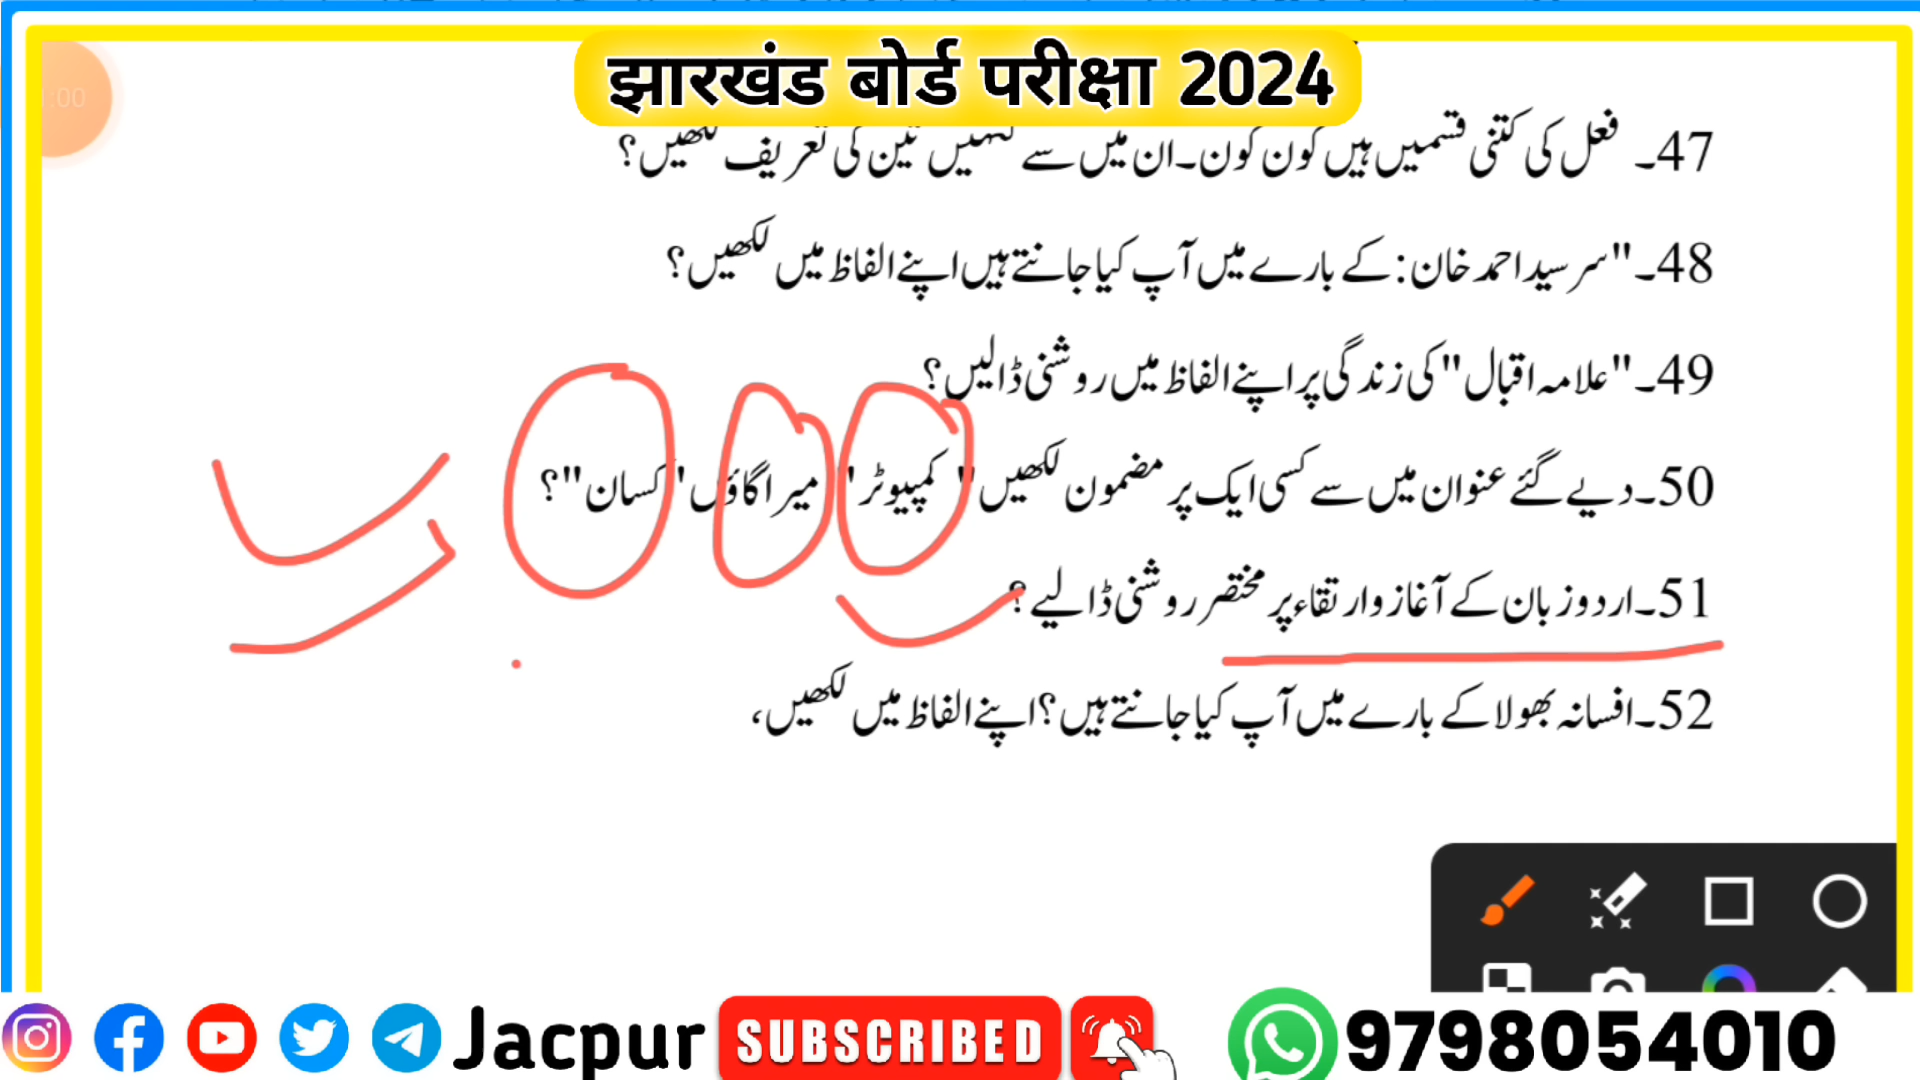 झारखंड बोर्ड परीक्षा 2024
:00
47۔ فعل کی کتنی قسمیں ہیں کون کون۔ ان میں سے کہیں تین کی تعریف لکھیں؟
48۔ "سر سید احمد خان: کے بارے میں آپ کیا جانتے ہیں اپنے الفاظ میں لکھیں؟
49۔ "علامہ اقبال" کی زندگی پر اپنے الفاظ میں روشنی ڈالیں؟
50۔ دیے گئے عنوان میں سے کسی ایک پر مضمون لکھیں " کمپیوٹر" میرا گاؤں' کسان"؟
51۔ اردو زبان کے آغاز وارتقاء پر مختصر روشنی ڈالیے؟
52۔ افسانہ بھولا کے بارے میں آپ کیا جانتے ہیں؟ اپنے الفاظ میں لکھیں،
Jacpur SUBSCRIBED 9798054010